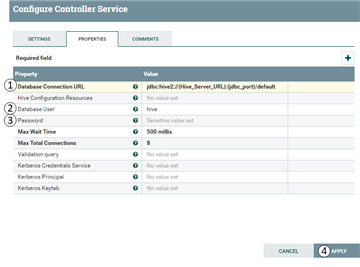 Configure Controller Service
SETTINGS PROPERTIES COMMENTS
Required field
Property Value
1 Database Connection URL jdbc:hive2://(Hive_Server_URL):(jdbc_port)/default
Hive Configuration Resources No value set
2 Database User hive
3 Password Sensitive value set
Max Wait Time 500 millis
Max Total Connections 8
Validation query No value set
Kerberos Credentials Service No value set
Kerberos Principal No value set
Kerberos Keytab No value set
CANCEL 4 APPLY